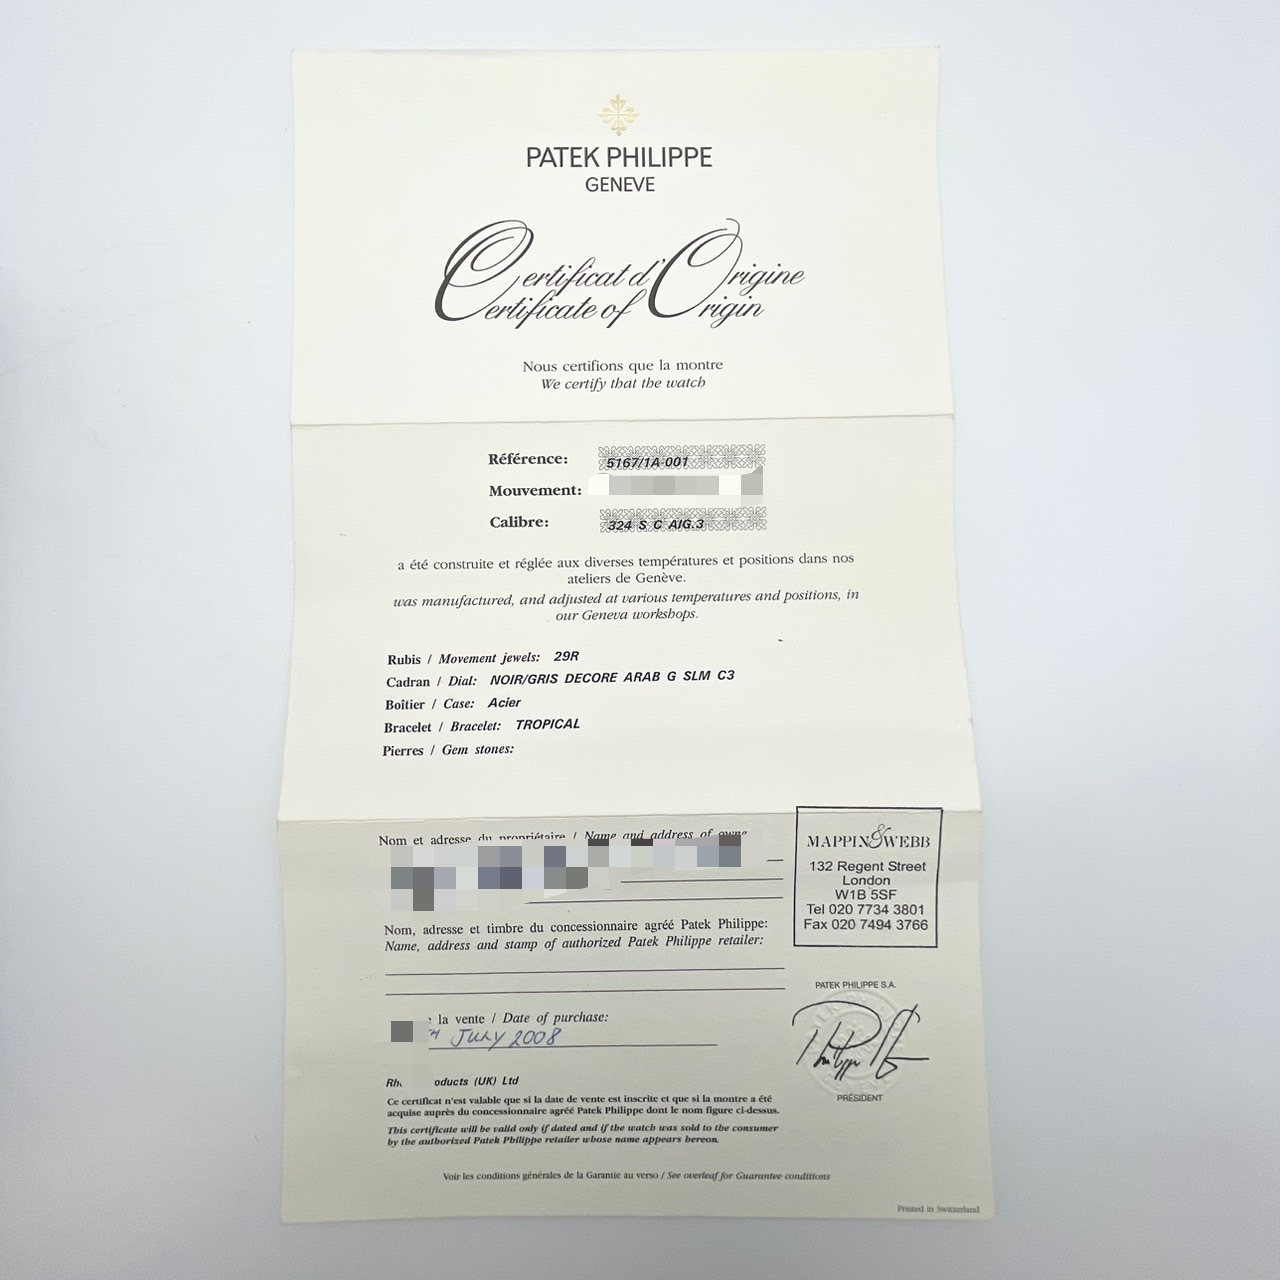 PATEK PHILIPPE
GENEVE
Certificat d'Origine
Certificate of Origin
Nous certifions que la montre
We certify that the watch
Référence: 5167/1A-001
Mouvement:
Calibre: 324 S C AIG.3
a été construite et réglée aux diverses températures et positions dans nos
ateliers de Genève.
was manufactured, and adjusted at various temperatures and positions, in
our Geneva workshops.
Rubis / Movement jewels: 29R
Cadran / Dial: NOIR/GRIS DECORE ARAB G SLM C3
Boîtier / Case: Acier
Bracelet / Bracelet: TROPICAL
Pierres / Gem stones:
Nom et adresse du propriétaire / Name and address of owne
MAPPIN & WEBB
132 Regent Street
London
W1B 5SF
Tel 020 7734 3801
Fax 020 7494 3766
Nom, adresse et timbre du concessionnaire agréé Patek Philippe:
Name, address and stamp of authorized Patek Philippe retailer:
PATEK PHILIPPE S.A.
la vente / Date of purchase:
July 2008
PRÉSIDENT
Rh oducts (UK) Ltd
Ce certificat n'est valable que si la date de vente est inscrite et que si la montre a été
acquise auprès du concessionnaire agréé Patek Philippe dont le nom figure ci-dessus.
This certificate will be valid only if dated and if the watch was sold to the consumer
by the authorized Patek Philippe retailer whose name appears hereon.
Voir les conditions générales de la Garantie au verso / See overleaf for Guarantee conditions
Printed in Switzerland